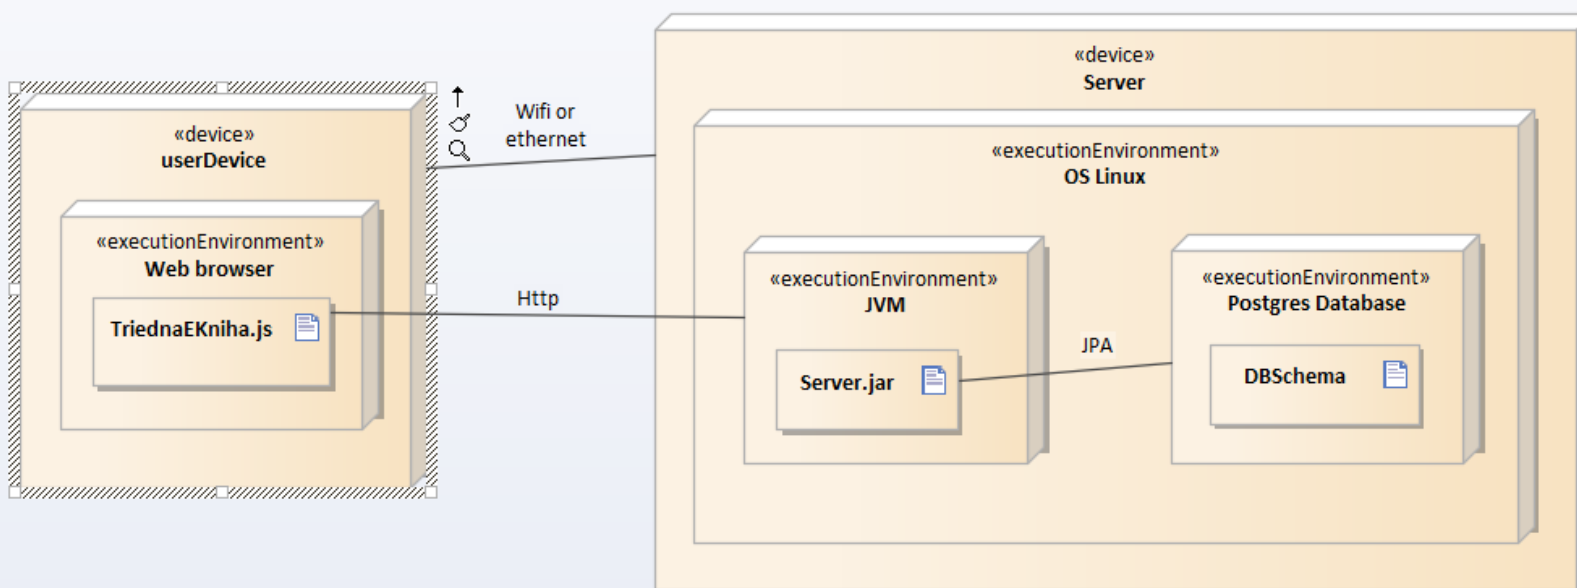 «device»
userDevice
«executionEnvironment»
Web browser
TriednaEKniha.js
Wifi or
ethernet
Http
«device»
Server
«executionEnvironment»
OS Linux
«executionEnvironment»
JVM
Server.jar
JPA
«executionEnvironment»
Postgres Database
DBSchema